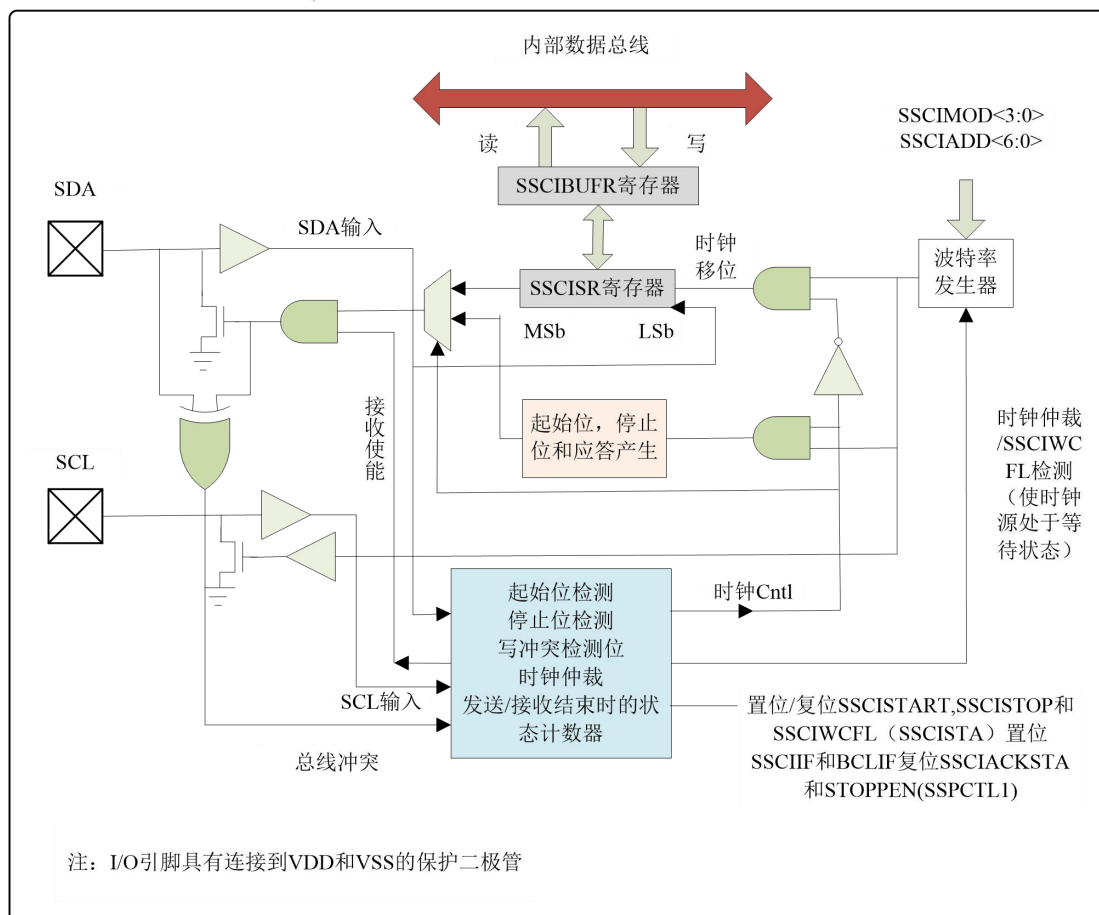 内部数据总线
SSCIMOD<3:0>
SSCIADD<6:0>
读
写
SSCIBUFR寄存器
SDA
SDA输入
时钟
移位
波特率
发生器
SSCISR寄存器
MSb
LSb
接收使能
起始位，停止
位和应答产生
时钟仲裁
/SSCIWC
FL检测
（使时钟
源处于等
待状态）
SCL
起始位检测
停止位检测
写冲突检测位
时钟仲裁
发送/接收结束时的状
态计数器
时钟Cntl
SCL输入
总线冲突
置位/复位SSCISTART,SSCISTOP和
SSCIWCFL（SSCISTA）置位
SSCIIF和BCLIF复位SSCIACKSTA
和STOPPEN(SSPCTL1)
注：I/O引脚具有连接到VDD和VSS的保护二极管